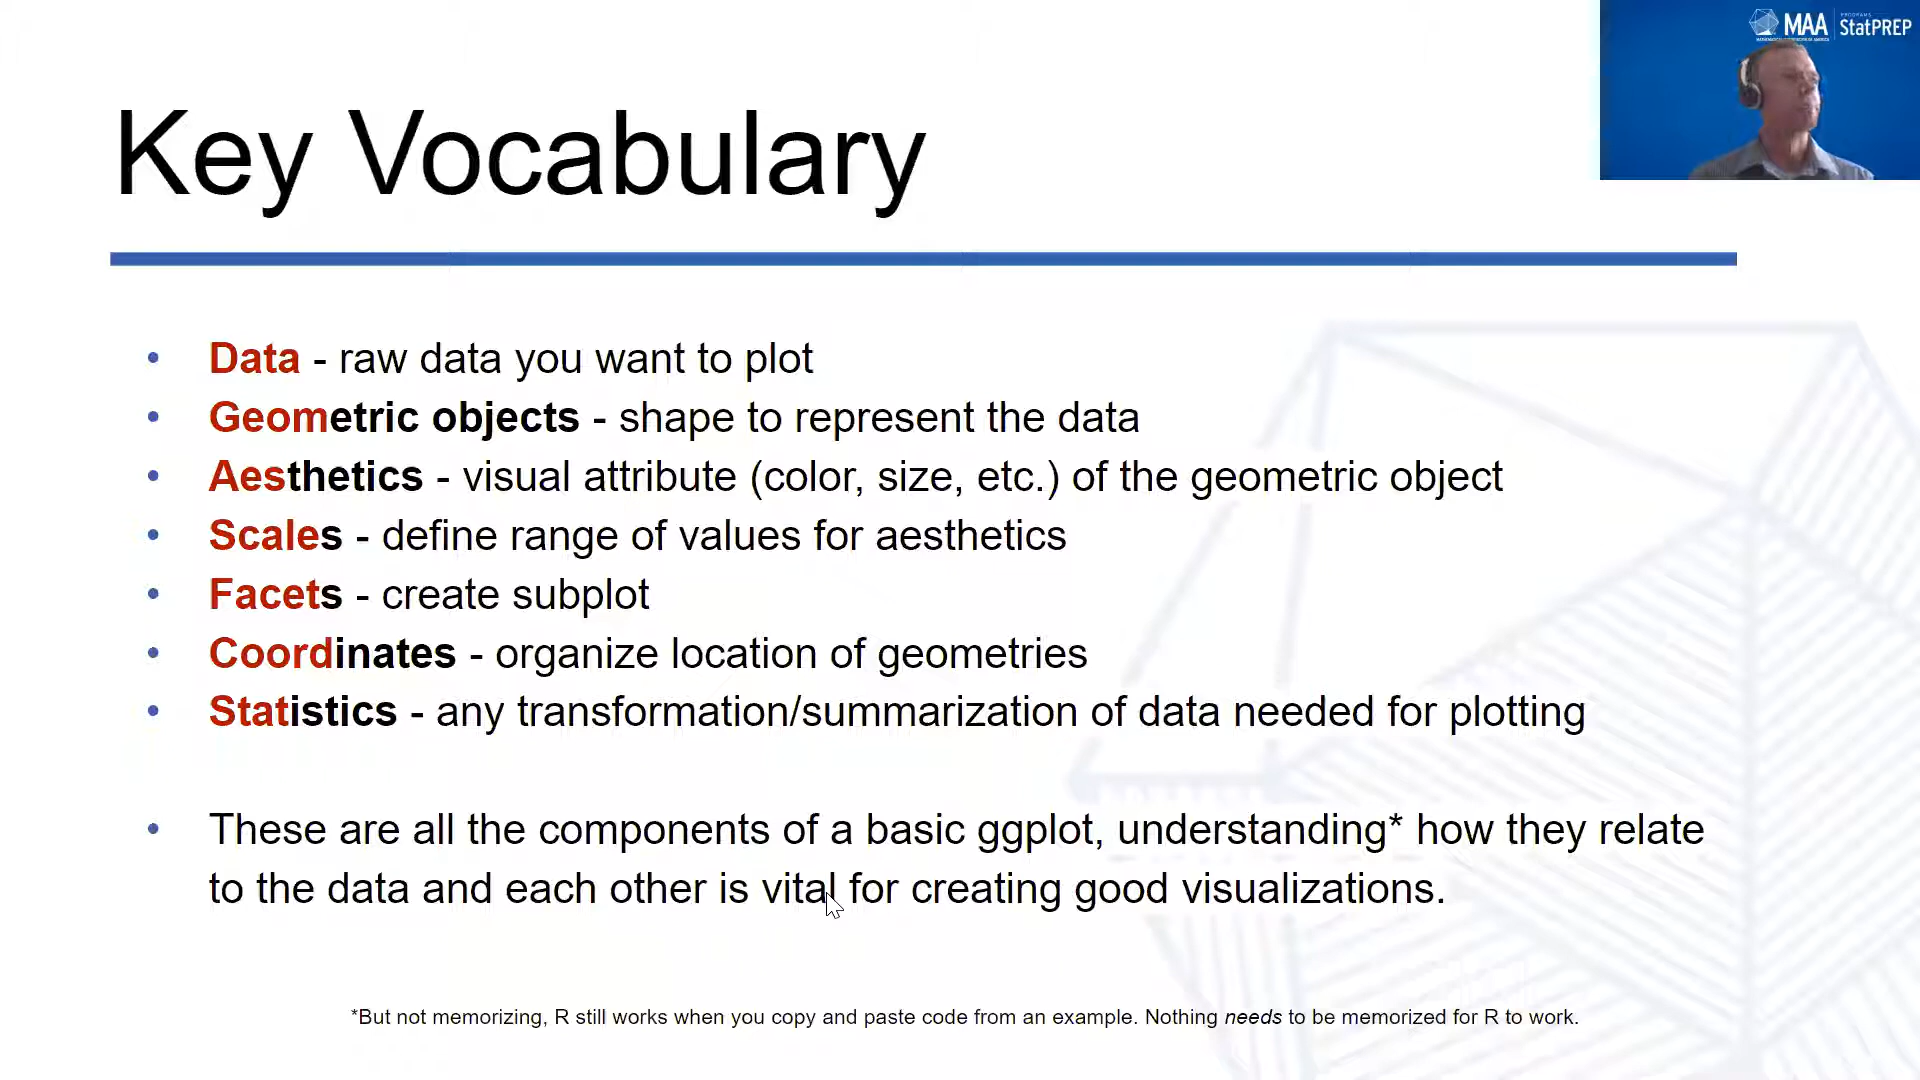 PROGRAMS
MAA StatPREP
Key Vocabulary
• Data - raw data you want to plot
• Geometric objects - shape to represent the data
• Aesthetics - visual attribute (color, size, etc.) of the geometric object
• Scales - define range of values for aesthetics
• Facets - create subplot
• Coordinates - organize location of geometries
• Statistics - any transformation/summarization of data needed for plotting
• These are all the components of a basic ggplot, understanding* how they relate
to the data and each other is vital for creating good visualizations.
*But not memorizing, R still works when you copy and paste code from an example. Nothing needs to be memorized for R to work.